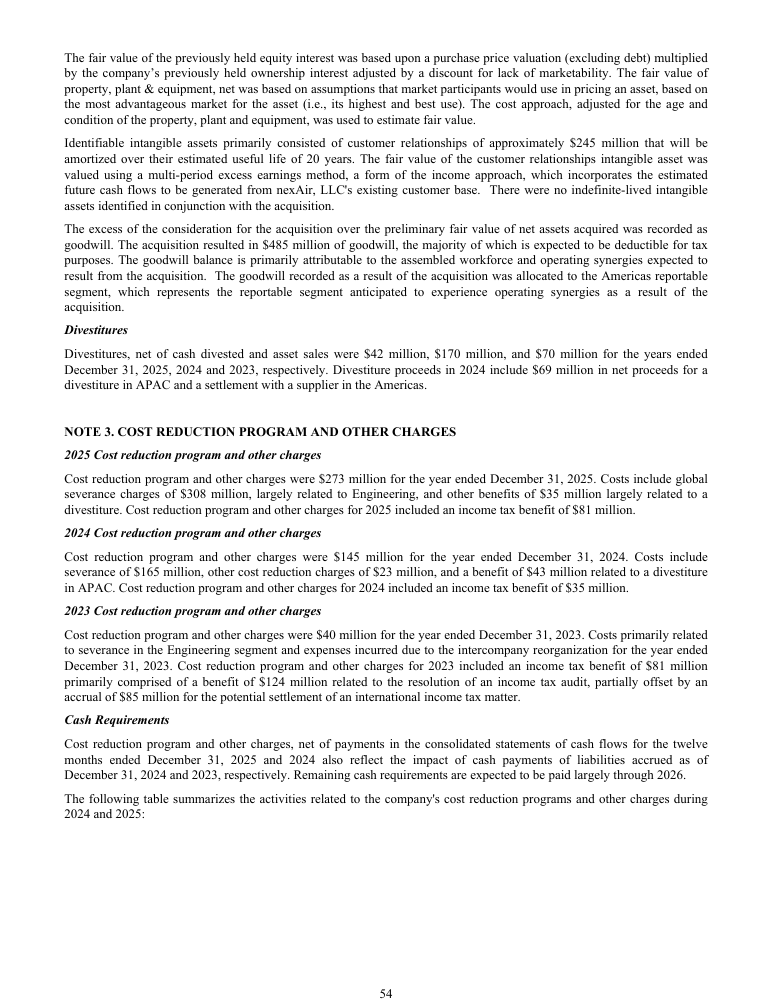 The fair value of the previously held equity interest was based upon a purchase price valuation (excluding debt) multiplied
by the company’s previously held ownership interest adjusted by a discount for lack of marketability. The fair value of
property, plant & equipment, net was based on assumptions that market participants would use in pricing an asset, based on
the most advantageous market for the asset (i.e., its highest and best use). The cost approach, adjusted for the age and
condition of the property, plant and equipment, was used to estimate fair value.
Identifiable intangible assets primarily consisted of customer relationships of approximately $245 million that will be
amortized over their estimated useful life of 20 years. The fair value of the customer relationships intangible asset was
valued using a multi-period excess earnings method, a form of the income approach, which incorporates the estimated
future cash flows to be generated from nexAir, LLC's existing customer base.  There were no indefinite-lived intangible
assets identified in conjunction with the acquisition.
The excess of the consideration for the acquisition over the preliminary fair value of net assets acquired was recorded as
goodwill. The acquisition resulted in $485 million of goodwill, the majority of which is expected to be deductible for tax
purposes. The goodwill balance is primarily attributable to the assembled workforce and operating synergies expected to
result from the acquisition.  The goodwill recorded as a result of the acquisition was allocated to the Americas reportable
segment, which represents the reportable segment anticipated to experience operating synergies as a result of the
acquisition.
Divestitures
Divestitures, net of cash divested and asset sales were $42 million, $170 million, and $70 million for the years ended
December 31, 2025, 2024 and 2023, respectively. Divestiture proceeds in 2024 include $69 million in net proceeds for a
divestiture in APAC and a settlement with a supplier in the Americas.
NOTE 3. COST REDUCTION PROGRAM AND OTHER CHARGES
2025 Cost reduction program and other charges
Cost reduction program and other charges were $273 million for the year ended December 31, 2025. Costs include global
severance charges of $308 million, largely related to Engineering, and other benefits of $35 million largely related to a
divestiture. Cost reduction program and other charges for 2025 included an income tax benefit of $81 million.
2024 Cost reduction program and other charges
Cost reduction program and other charges were $145 million for the year ended December 31, 2024. Costs include
severance of $165 million, other cost reduction charges of $23 million, and a benefit of $43 million related to a divestiture
in APAC. Cost reduction program and other charges for 2024 included an income tax benefit of $35 million.
2023 Cost reduction program and other charges
Cost reduction program and other charges were $40 million for the year ended December 31, 2023. Costs primarily related
to severance in the Engineering segment and expenses incurred due to the intercompany reorganization for the year ended
December 31, 2023. Cost reduction program and other charges for 2023 included an income tax benefit of $81 million
primarily comprised of a benefit of $124 million related to the resolution of an income tax audit, partially offset by an
accrual of $85 million for the potential settlement of an international income tax matter.
Cash Requirements
Cost reduction program and other charges, net of payments in the consolidated statements of cash flows for the twelve
months ended December 31, 2025 and 2024 also reflect the impact of cash payments of liabilities accrued as of
December 31, 2024 and 2023, respectively. Remaining cash requirements are expected to be paid largely through 2026.
The following table summarizes the activities related to the company's cost reduction programs and other charges during
2024 and 2025:
54